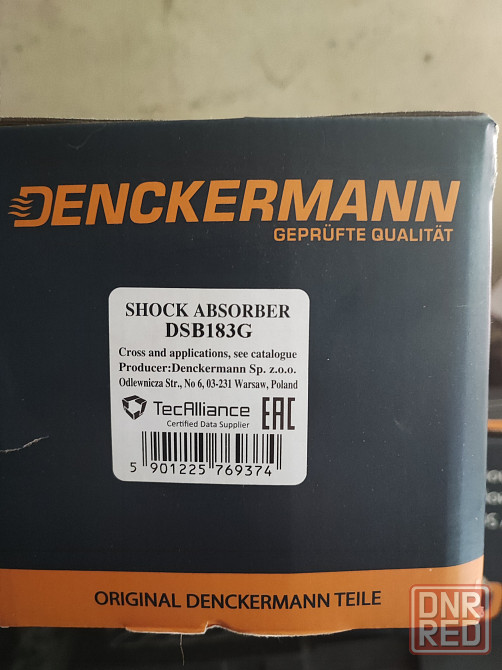 DENCKERMANN
GEPRÜFTE QUALITÄT
SHOCK ABSORBER
DSB183G
Cross and applications, see catalogue
Producer:Denckermann Sp. z.o.o.
Odlewnicza Str., No 6, 03-231 Warsaw, Poland
TecAlliance
Certified Data Supplier
EAC
5 901225 769374
ORIGINAL DENCKERMANN TEILE
DNR
RED